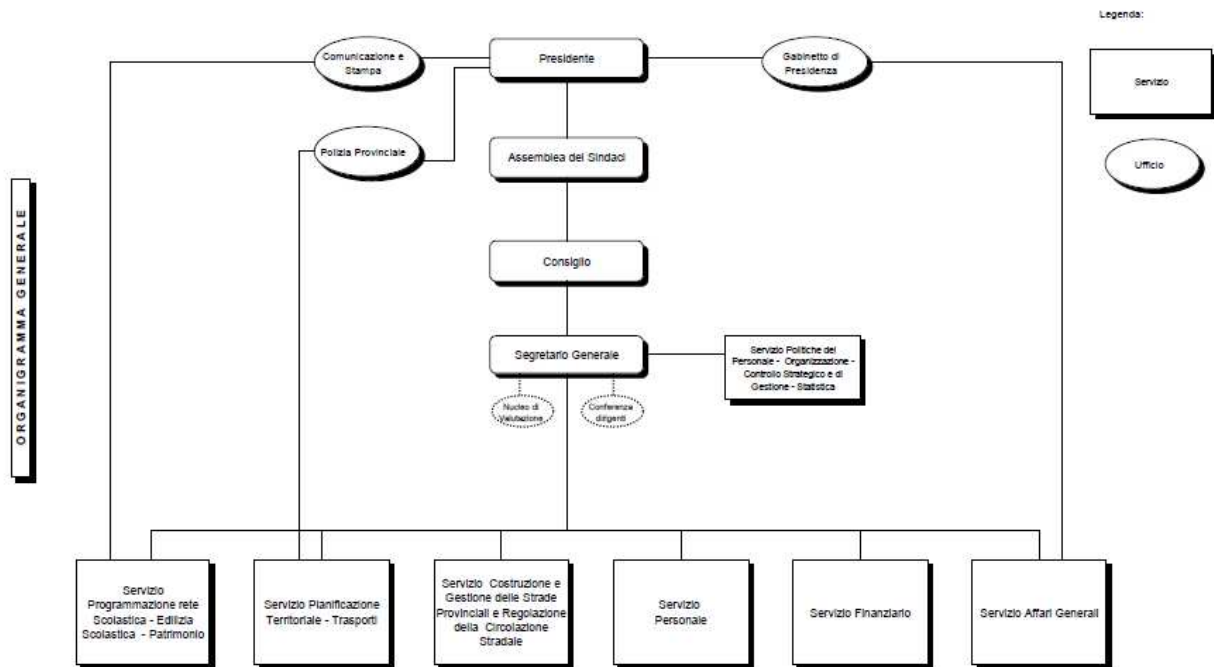 Legenda:
Comunicazione e
Stampa
Presidente
Gabinetto di
Presidenza
Servizio
Polizia Provinciale
Assemblea dei Sindaci
Ufficio
ORGANIGRAMMA GENERALE
Consiglio
Segretario Generale
Servizio Politiche del
Personale - Organizzazione -
Controllo Strategico e di
Gestione - Statistica
Nucleo di
Valutazione
Conferenza
dirigenti
Servizio
Programmazione rete
Scolastica - Edilizia
Scolastica - Patrimonio
Servizio Pianificazione
Territoriale - Trasporti
Servizio Costruzione e
Gestione delle Strade
Provinciali e Regolazione
della Circolazione
Stradale
Servizio
Personale
Servizio Finanziario
Servizio Affari Generali